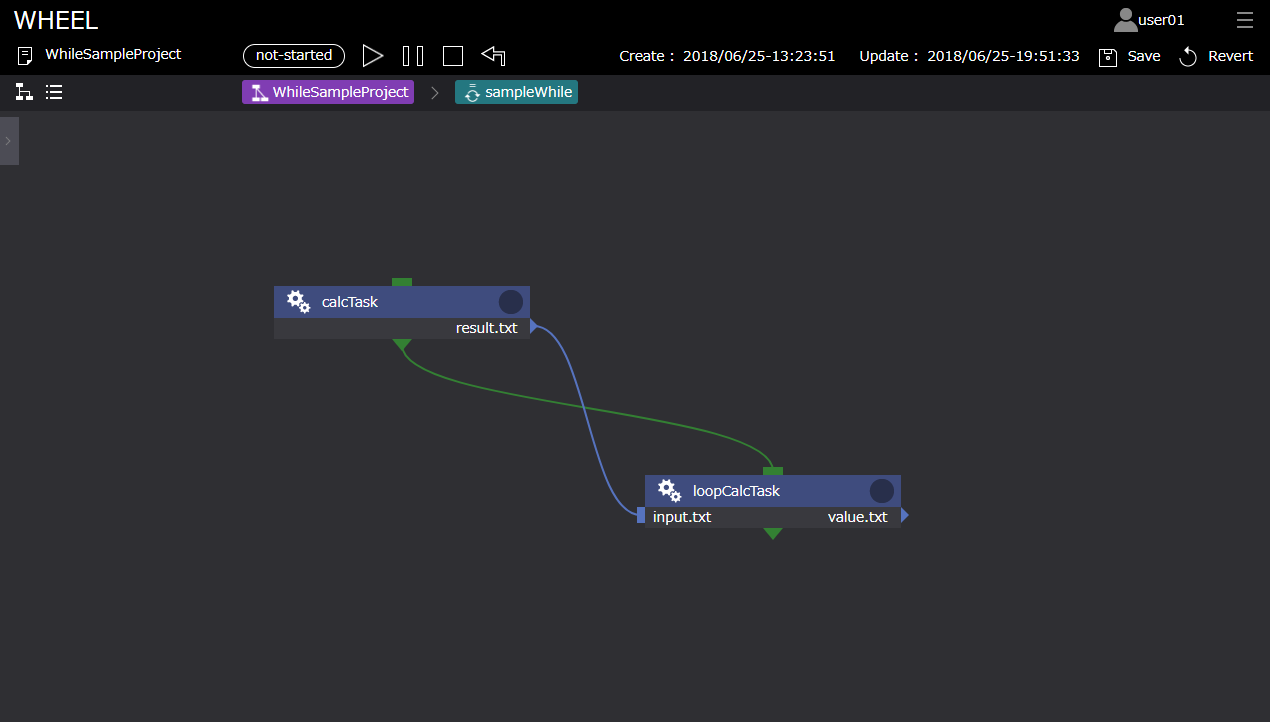 WHEEL
user01
WhileSampleProject
not-started
Create : 2018/06/25-13:23:51
Update : 2018/06/25-19:51:33
Save
Revert
WhileSampleProject
sampleWhile
calcTask
result.txt
loopCalcTask
input.txt
value.txt